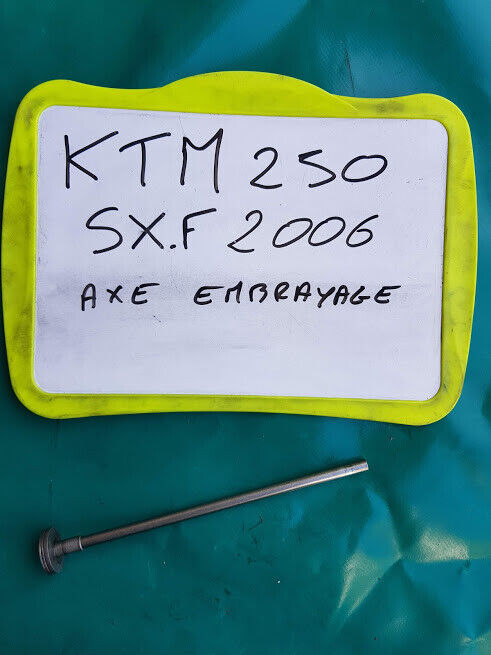 KTM 250
SX.F 2006
AXE EMBRAYAGE